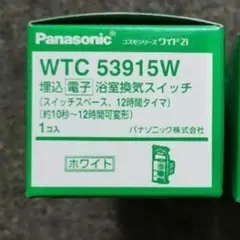 Panasonic コスモシリーズ ワイド21
WTC 53915W
埋込 電子 浴室換気スイッチ
(スイッチスペース、12時間タイマ)
(約10秒〜12時間可変形)
1コ入
パナソニック株式会社
ホワイト